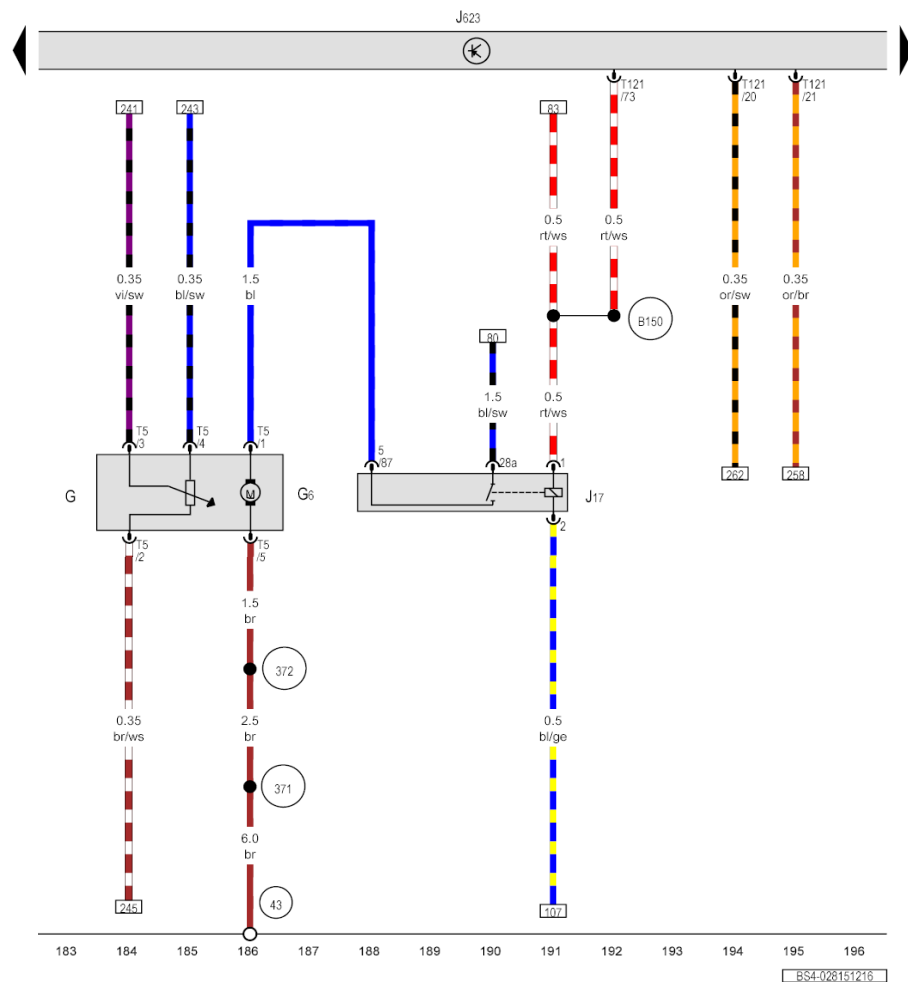 J623
T121
/73
T121
/20
T121
/21
241
243
83
0.5
rt/ws
0.5
rt/ws
0.35
vi/sw
0.35
bl/sw
1.5
bl
0.35
or/sw
0.35
or/br
B150
80
1.5
bl/sw
0.5
rt/ws
T5
/3
T5
/4
T5
/1
5
/87
28a
1
262
258
G
M
G6
J17
T5
/2
T5
/5
2
1.5
br
372
0.35
br/ws
2.5
br
0.5
bl/ge
371
6.0
br
245
43
107
183 184 185 186 187 188 189 190 191 192 193 194 195 196
BS4-028151216